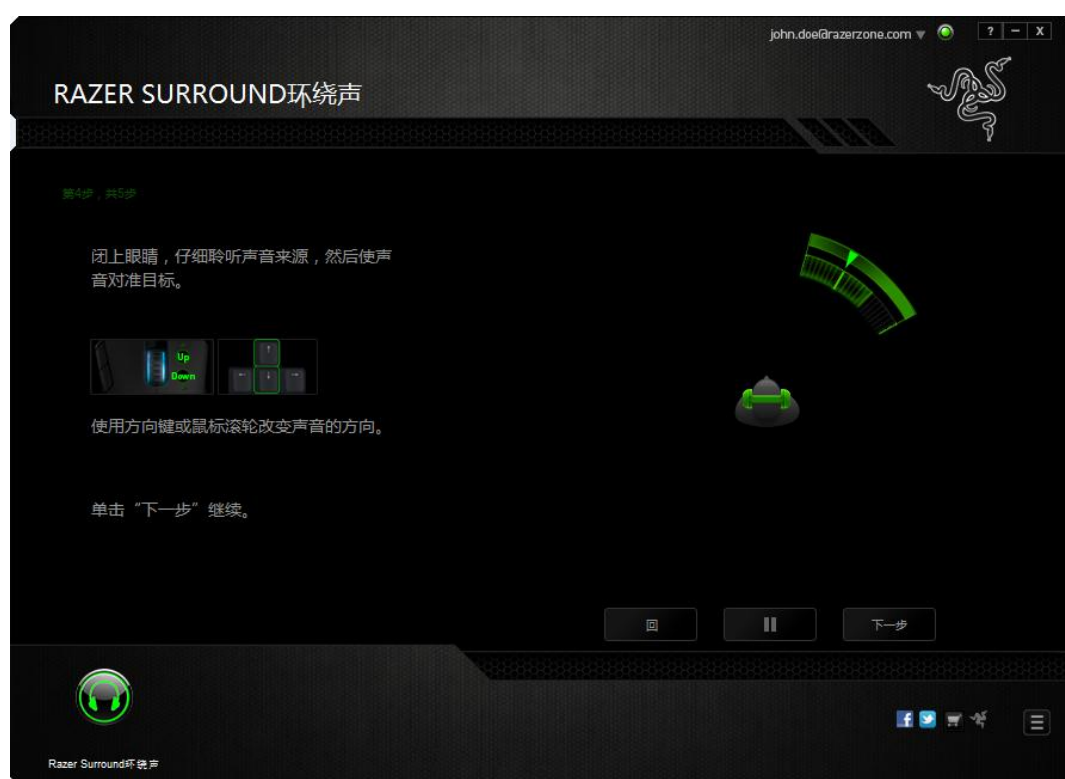 john.doe@razerzone.com
? – X
RAZER SURROUND环绕声
第4步，共5步
闭上眼睛，仔细聆听声音来源，然后使声
音对准目标。
Up
Down
使用方向键或鼠标滚轮改变声音的方向。
单击“下一步”继续。
回
下一步
Razer Surround环绕声